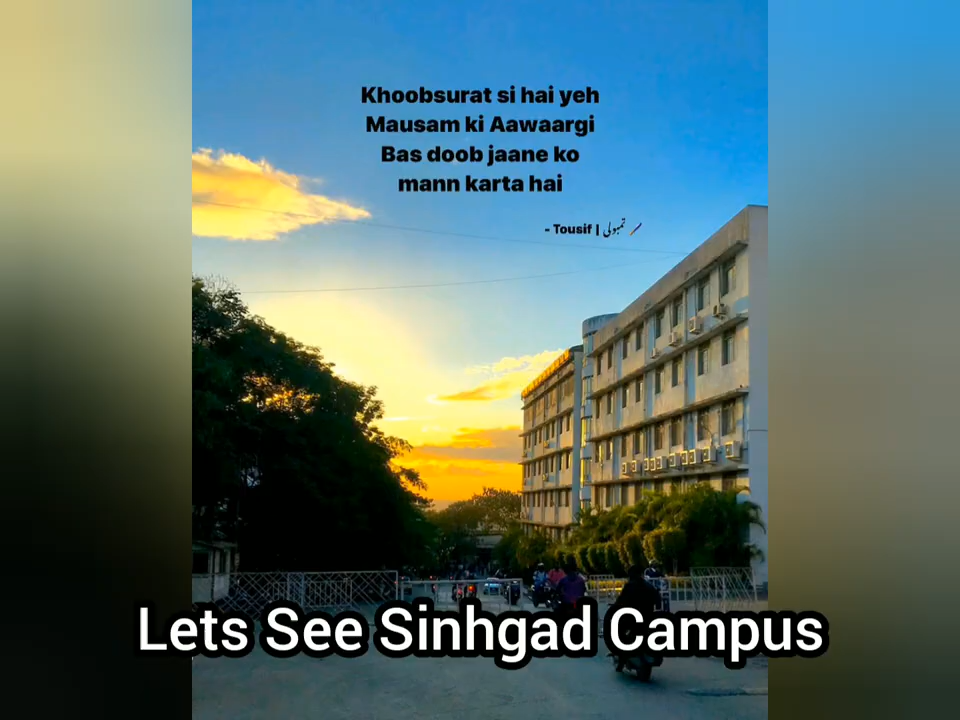 Khoobsurat si hai yeh
Mausam ki Aawaargi
Bas doob jaane ko
mann karta hai
- Tousif | تمبولی
Lets See Sinhgad Campus